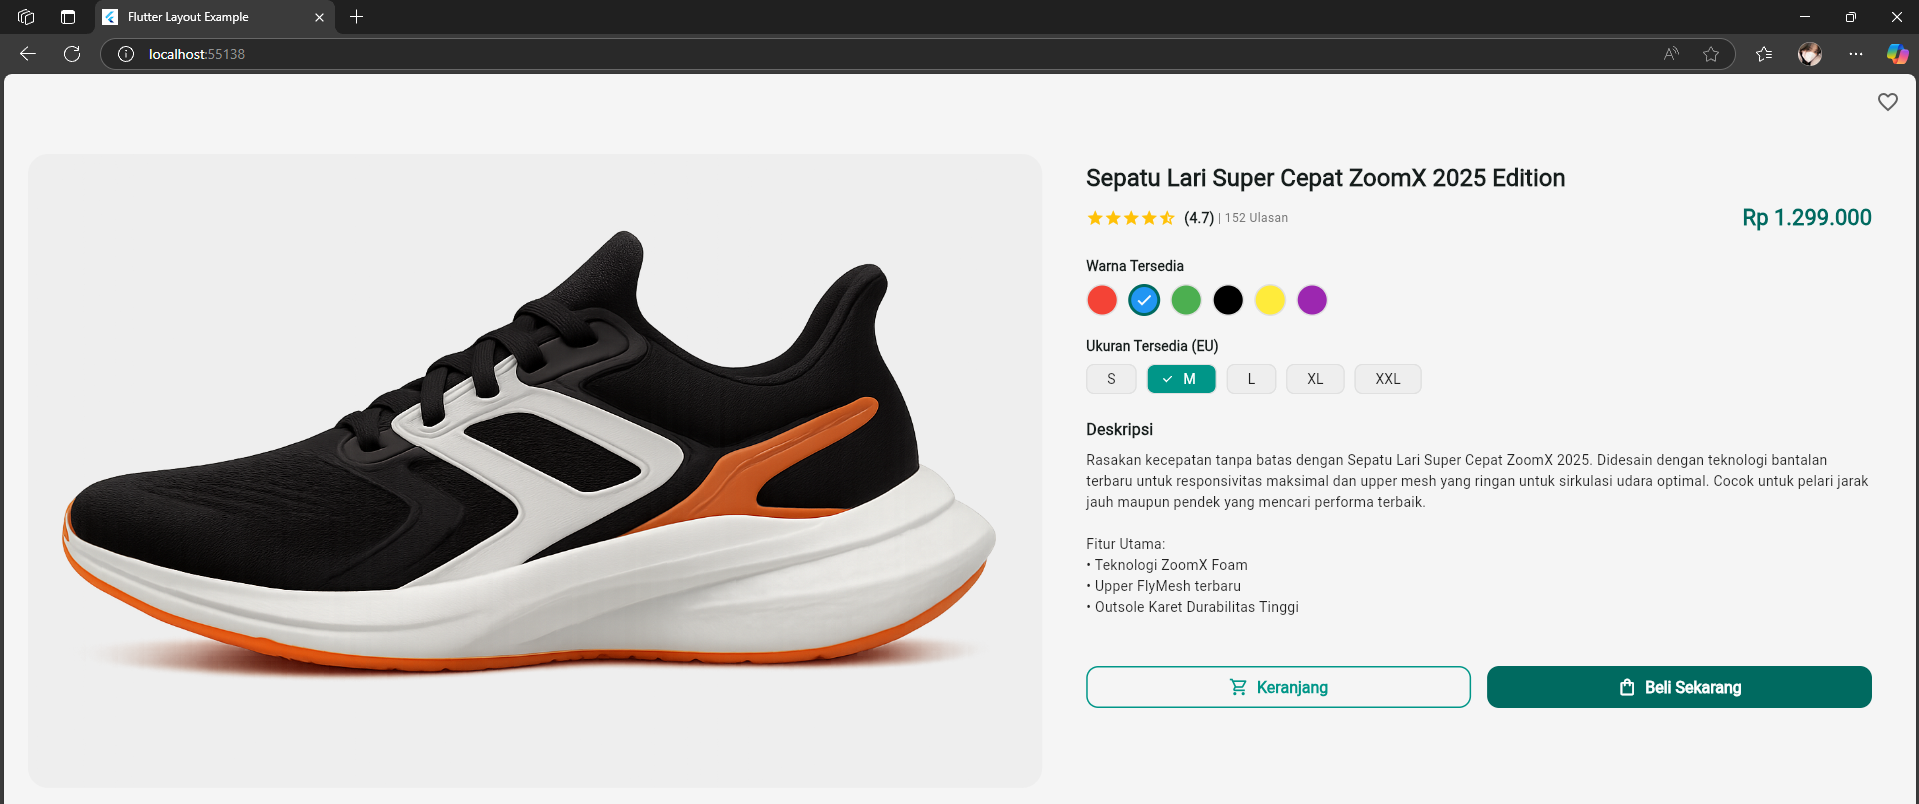 Flutter Layout Example
localhost:55138
Sepatu Lari Super Cepat ZoomX 2025 Edition
(4.7) | 152 Ulasan
Rp 1.299.000
Warna Tersedia
Ukuran Tersedia (EU)
S M L XL XXL
Deskripsi
Rasakan kecepatan tanpa batas dengan Sepatu Lari Super Cepat ZoomX 2025. Didesain dengan teknologi bantalan
terbaru untuk responsivitas maksimal dan upper mesh yang ringan untuk sirkulasi udara optimal. Cocok untuk pelari jarak
jauh maupun pendek yang mencari performa terbaik.
Fitur Utama:
• Teknologi ZoomX Foam
• Upper FlyMesh terbaru
• Outsole Karet Durabilitas Tinggi
Keranjang
Beli Sekarang